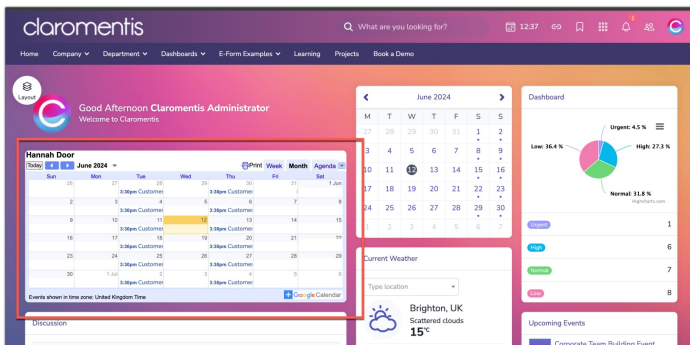 claromentis
What are you looking for?
12:37
1
Home Company Department Dashboards E-Form Examples Learning Projects Book a Demo
Layout
Good Afternoon Claromentis Administrator
Welcome to Claromentis
Hannah Door
Today June 2024 Print Week Month Agenda
Sun Mon Tue Wed Thu Fri Sat
26 27 28 29 30 31 1 Jun
3:30pm Customer 3:30pm Customer
2 3 4 5 6 7 8
3:30pm Customer 3:30pm Customer
9 10 11 12 13 14 15
3:30pm Customer 3:30pm Customer
16 17 18 19 20 21 22
3:30pm Customer 3:30pm Customer
23 24 25 26 27 28 29
3:30pm Customer 3:30pm Customer
30 1 Jul 2 3 4 5 6
3:30pm Customer 3:30pm Customer
Events shown in time zone: United Kingdom Time
GoogleCalendar
Discussion
June 2024
M T W T F S S
27 28 29 30 31 1 2
3 4 5 6 7 8 9
10 11 12 13 14 15 16
17 18 19 20 21 22 23
24 25 26 27 28 29 30
1 2 3 4 5 6 7
Current Weather
Type location
Brighton, UK
Scattered clouds
15°C
Dashboard
Urgent: 4.5 %
Low: 36.4 %
High: 27.3 %
Normal: 31.8 %
Highcharts.com
Urgent 1
High 6
Normal 7
Low 8
Upcoming Events
Corporate Team Building Event